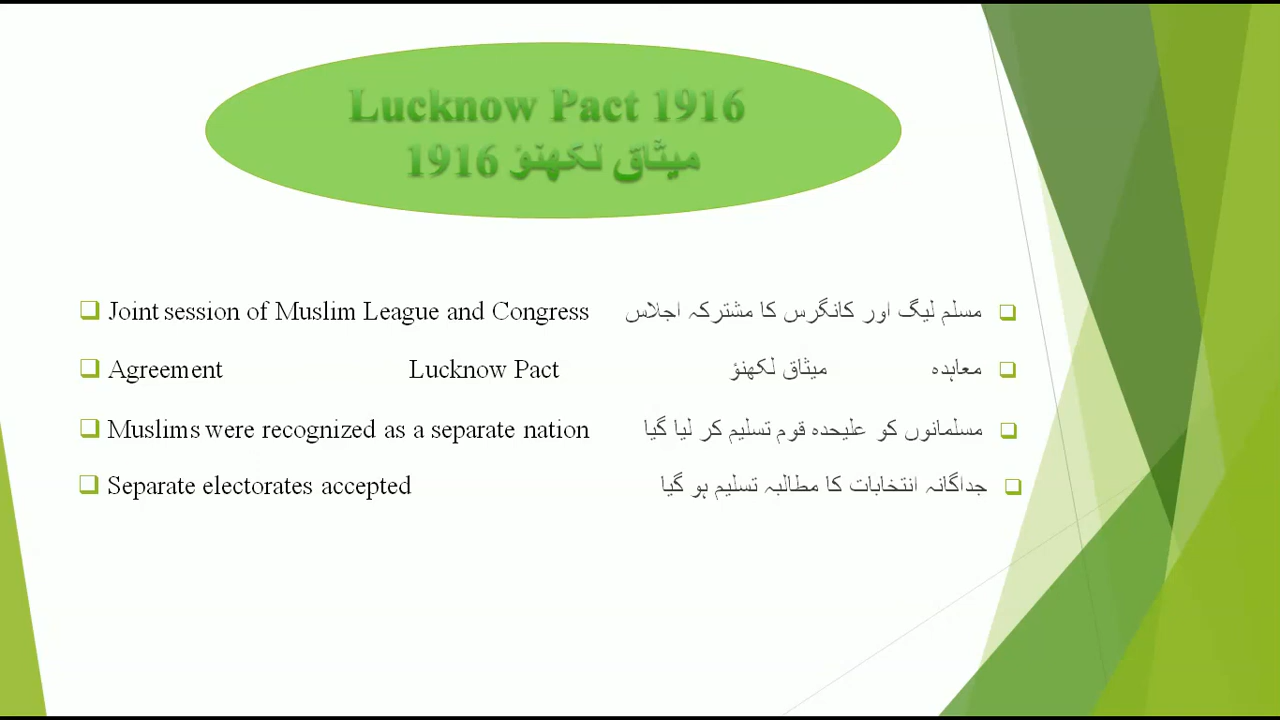 Lucknow Pact 1916
میثاق لکھنؤ 1916
Joint session of Muslim League and Congress مسلم لیگ اور کانگرس کا مشترکہ اجلاس
Agreement Lucknow Pact معاہدہ میثاق لکھنؤ
Muslims were recognized as a separate nation مسلمانوں کو علیحدہ قوم تسلیم کر لیا گیا
Separate electorates accepted جداگانہ انتخابات کا مطالبہ تسلیم ہو گیا